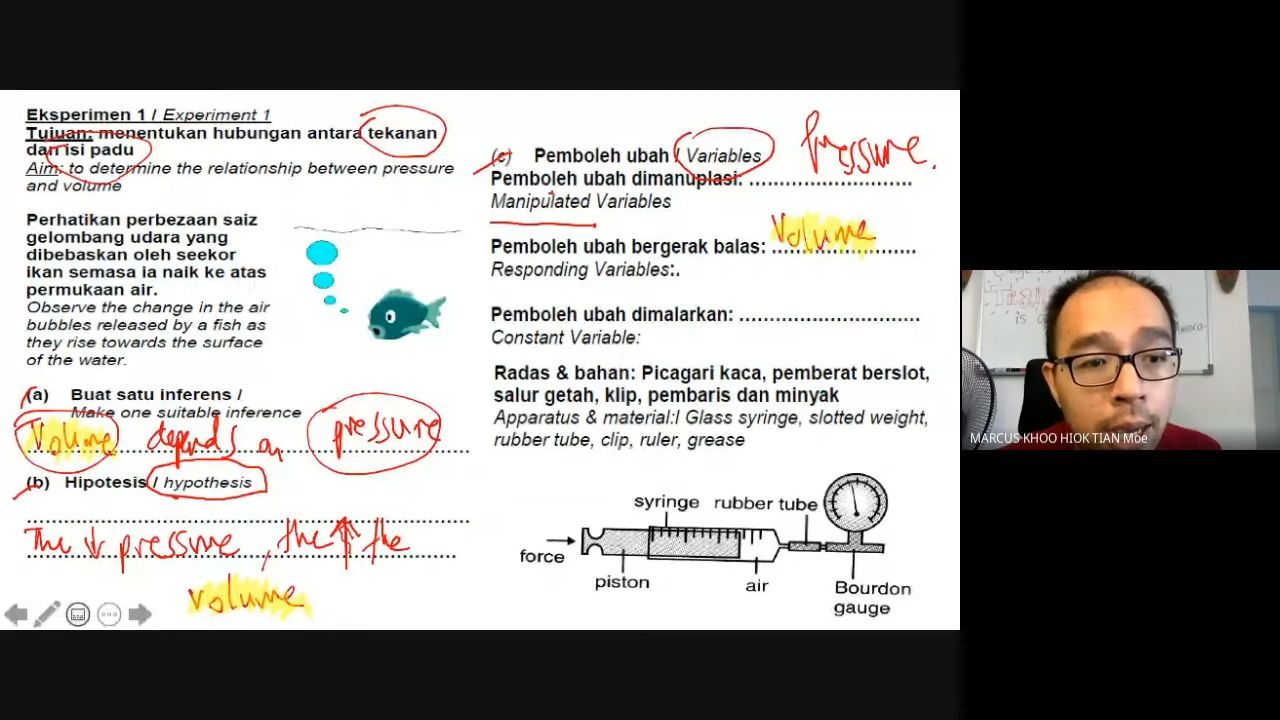 Eksperimen 1 / Experiment 1
Tujuan: menentukan hubungan antara tekanan
dan isi padu
Aim: to determine the relationship between pressure
and volume
Perhatikan perbezaan saiz
gelombang udara yang
dibebaskan oleh seekor
ikan semasa ia naik ke atas
permukaan air.
Observe the change in the air
bubbles released by a fish as
they rise towards the surface
of the water.
(a) Buat satu inferens /
Make one suitable inference
Volume depends on pressure
(b) Hipotesis / hypothesis
The ↓ pressure, the ↑ the
volume
(c) Pemboleh ubah / Variables
Pressure.
Pemboleh ubah dimanuplasi: ............................
Manipulated Variables
Volume
Pemboleh ubah bergerak balas: ........................
Responding Variables:.
Pemboleh ubah dimalarkan: ...............................
Constant Variable:
Radas & bahan: Picagari kaca, pemberat berslot,
salur getah, klip, pembaris dan minyak
Apparatus & material:l Glass syringe, slotted weight,
rubber tube, clip, ruler, grease
syringe rubber tube
force
piston air
Bourdon
gauge
MARCUS KHOO HIOK TIAN Moe